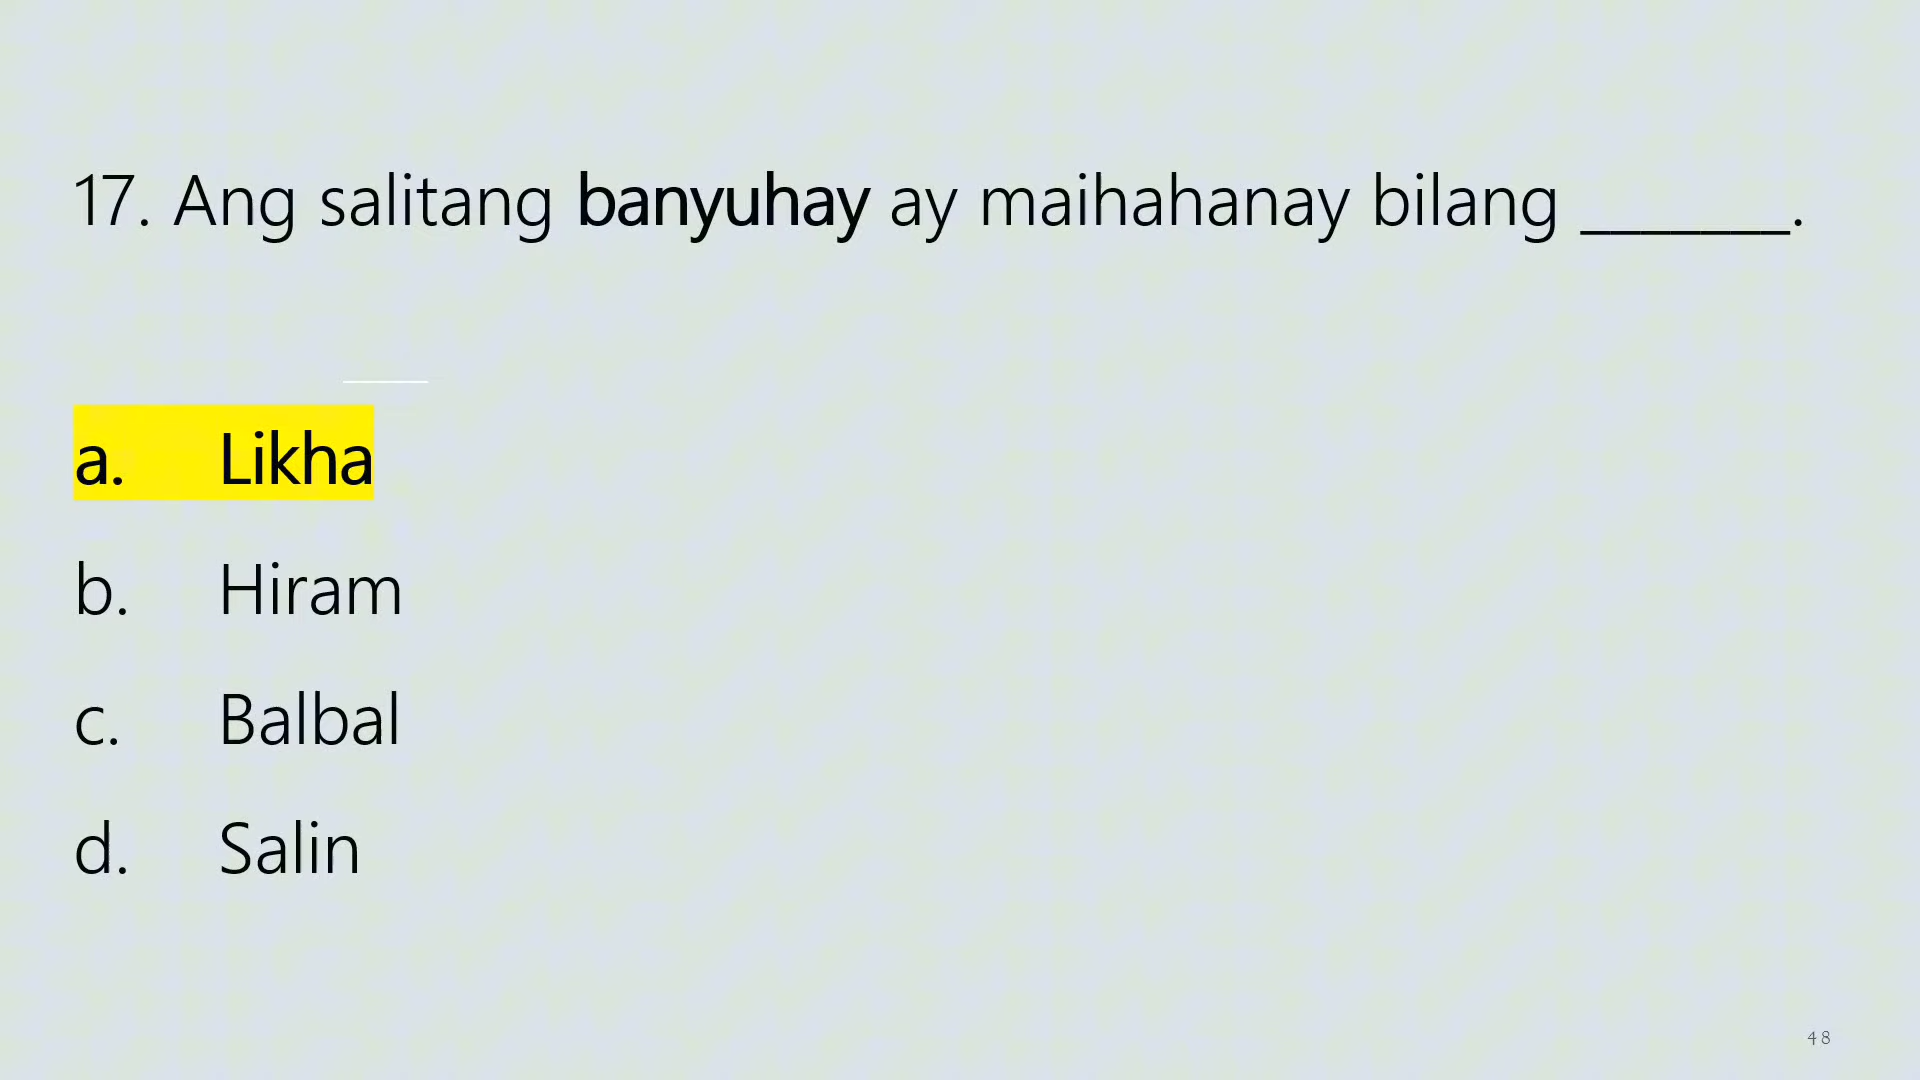 17. Ang salitang banyuhay ay maihahanay bilang _______.
a. Likha
b. Hiram
c. Balbal
d. Salin
48